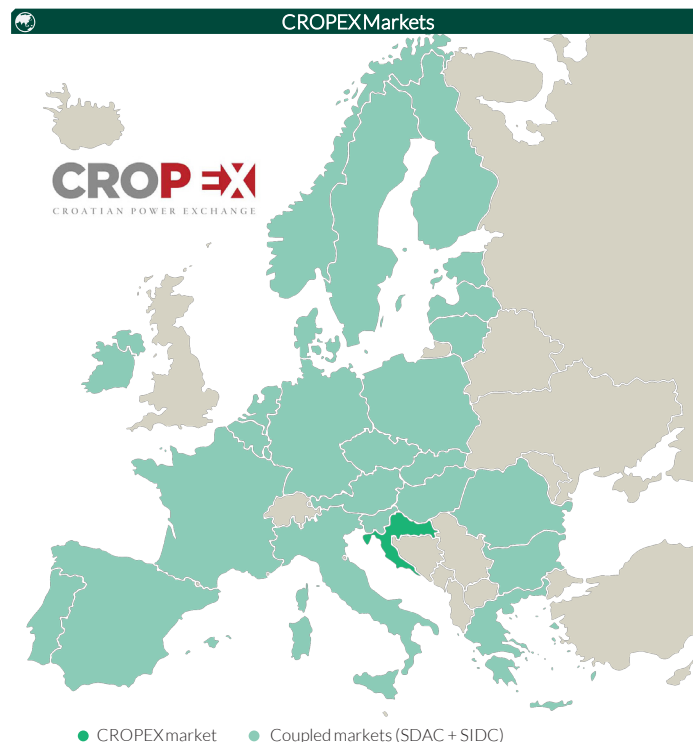 CROPEX Markets
CROPEX
CROATIAN POWER EXCHANGE
CROPEX market
Coupled markets (SDAC + SIDC)